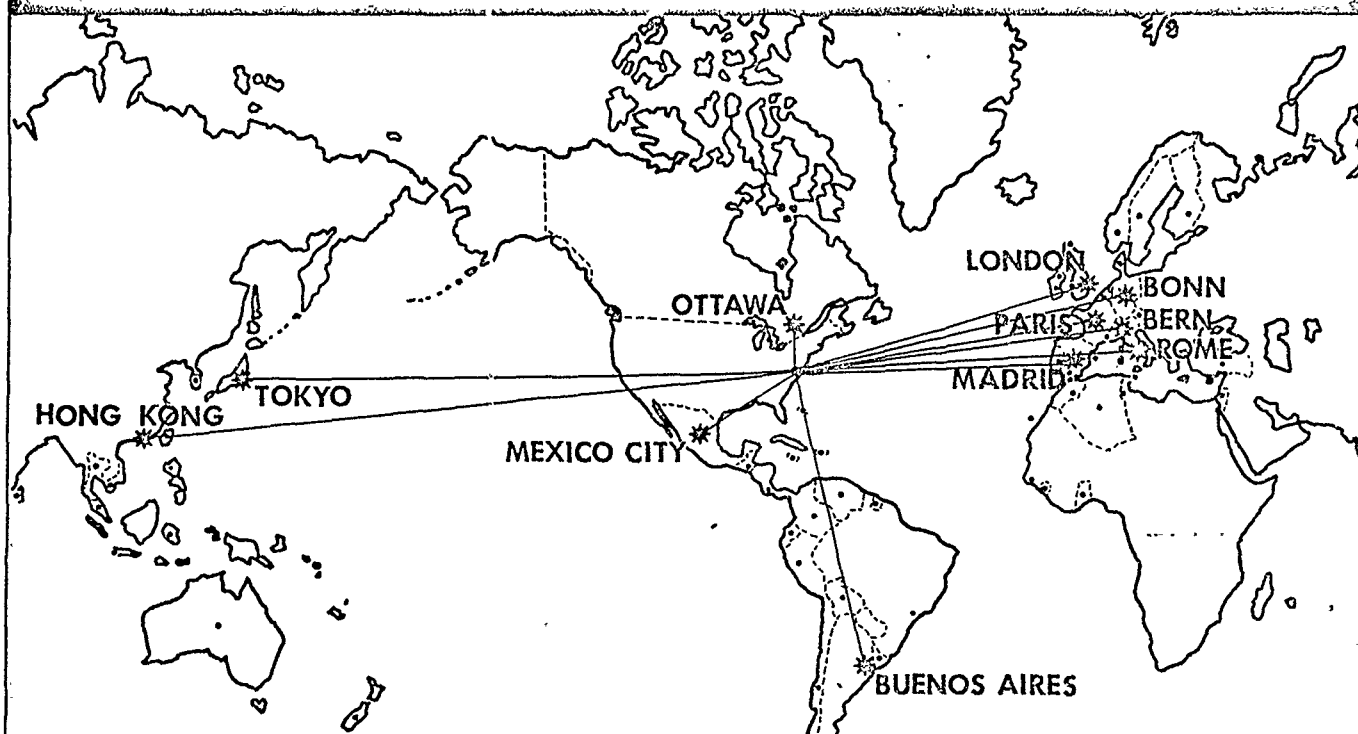 LONDON
BONN
OTTAWA
PARIS
BERN
ROME
MADRID
TOKYO
HONG KONG
MEXICO CITY
BUENOS AIRES